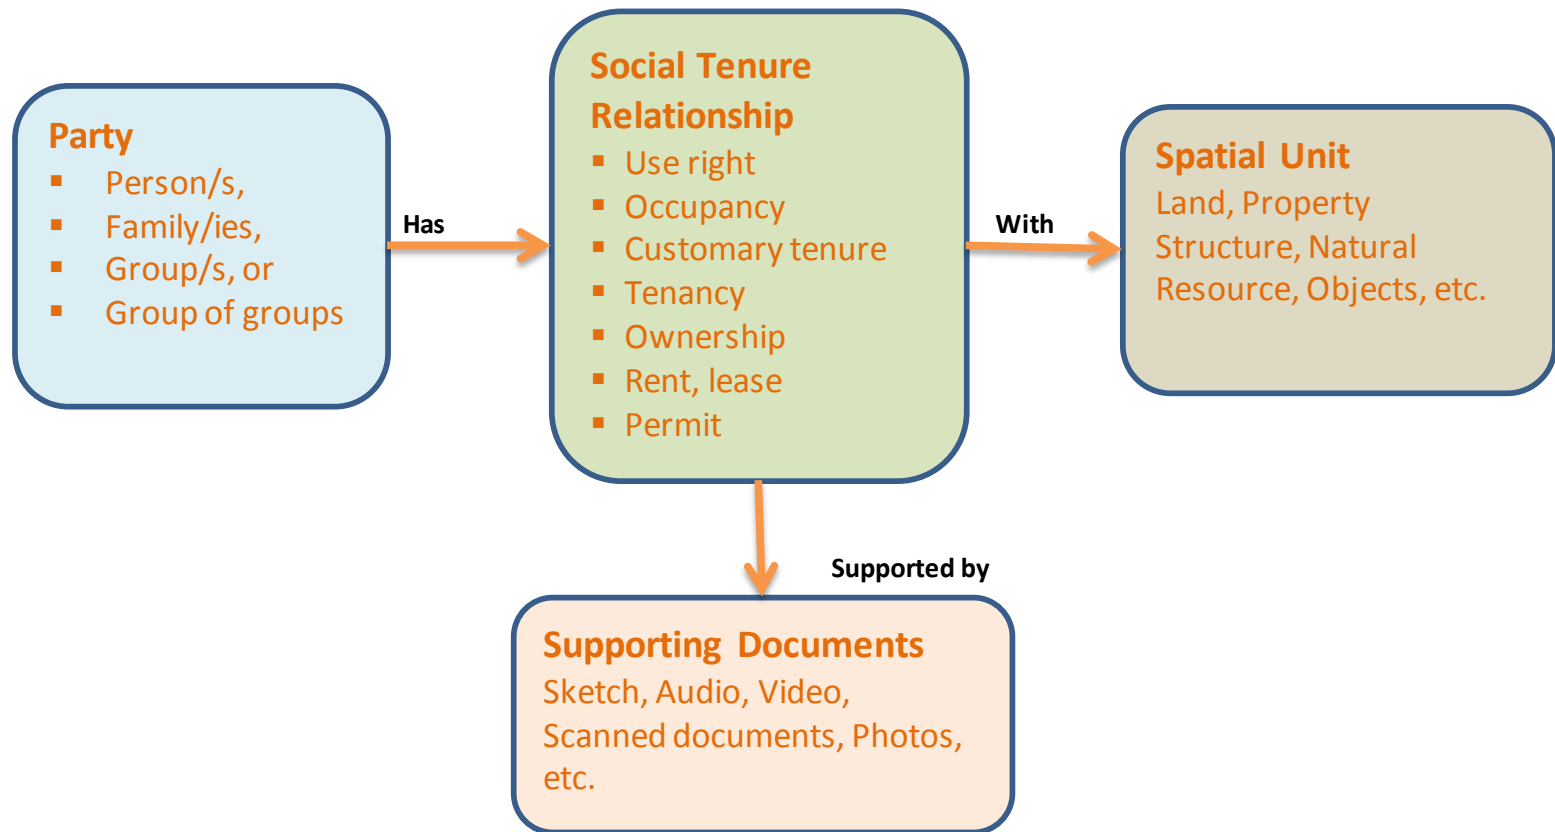 Party
▪ Person/s,
▪ Family/ies,
▪ Group/s, or
▪ Group of groups
Has
Social Tenure
Relationship
▪ Use right
▪ Occupancy
▪ Customary tenure
▪ Tenancy
▪ Ownership
▪ Rent, lease
▪ Permit
With
Spatial Unit
Land, Property
Structure, Natural
Resource, Objects, etc.
Supported by
Supporting Documents
Sketch, Audio, Video,
Scanned documents, Photos,
etc.